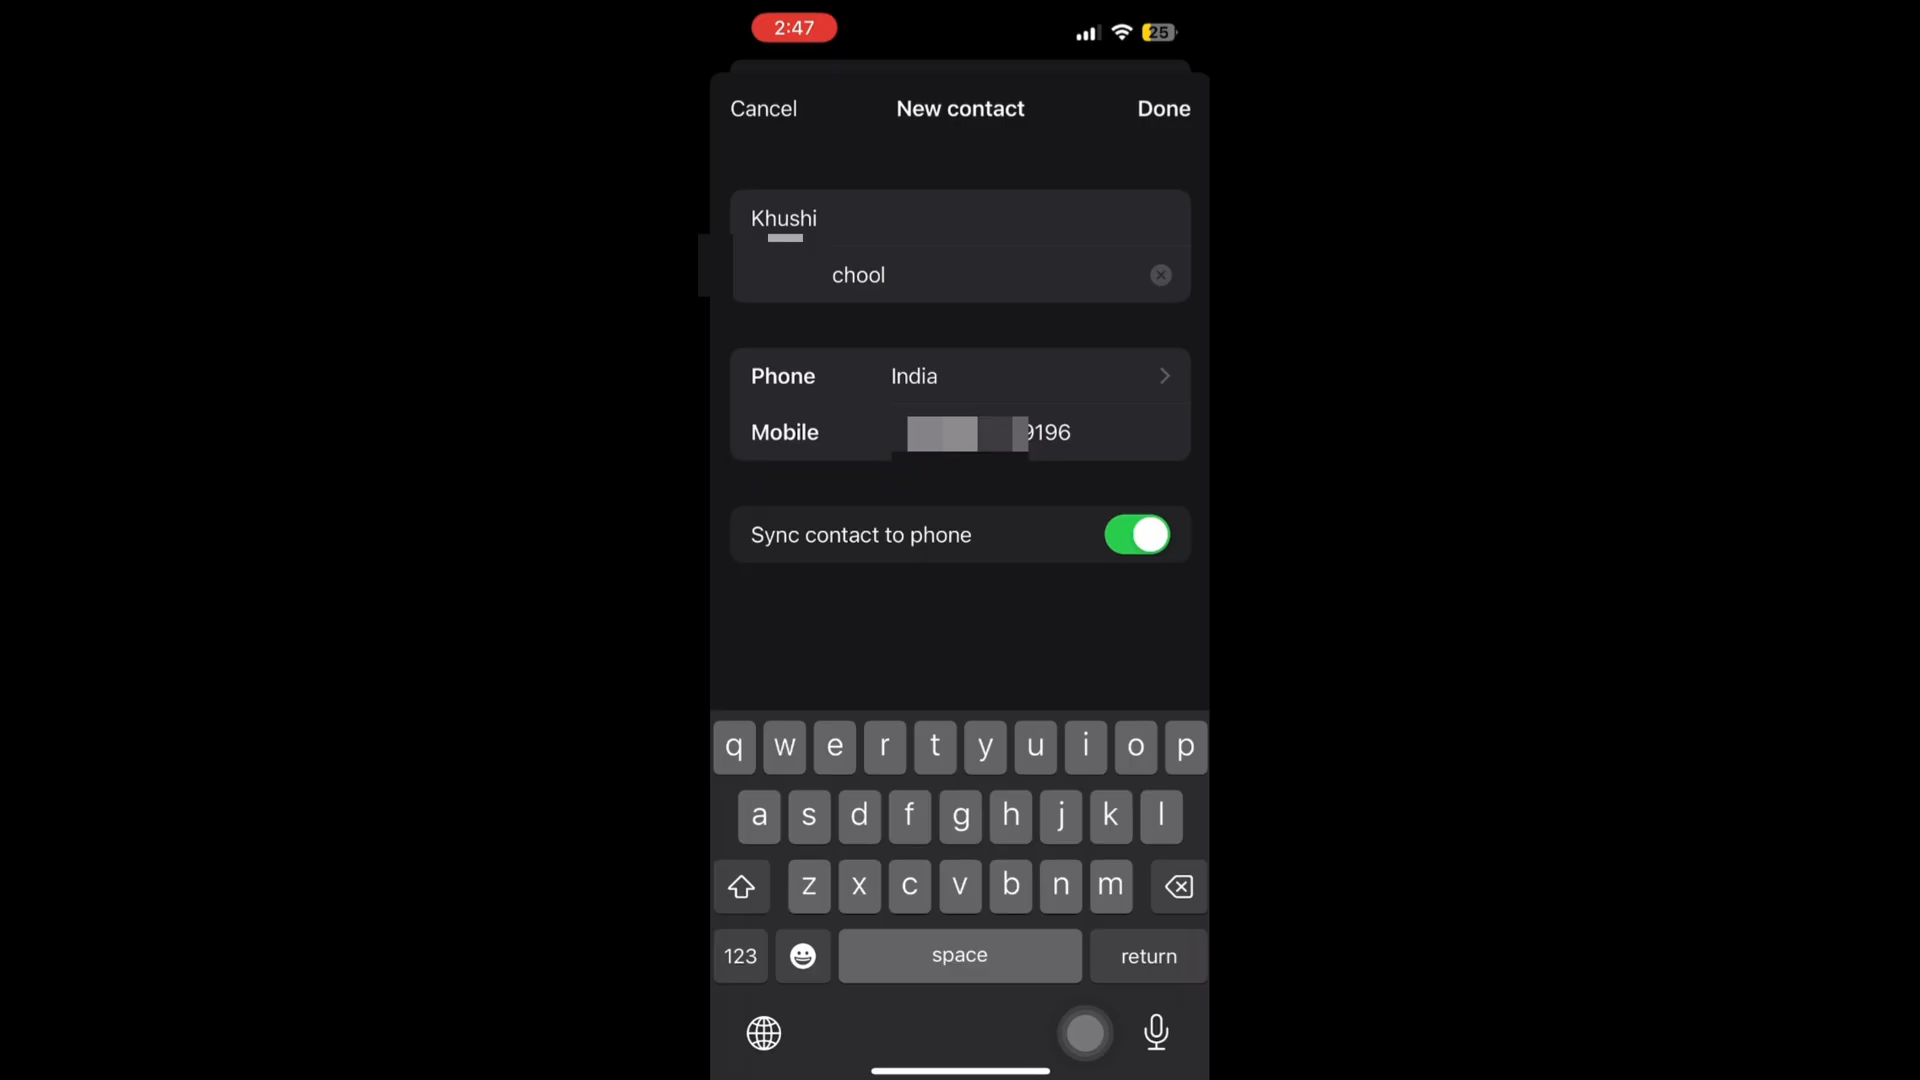 2:47
25
Cancel New contact Done
Khushi
chool
Phone India
Mobile 9196
Sync contact to phone
q w e r t y u i o p
a s d f g h j k l
z x c v b n m
123 space return